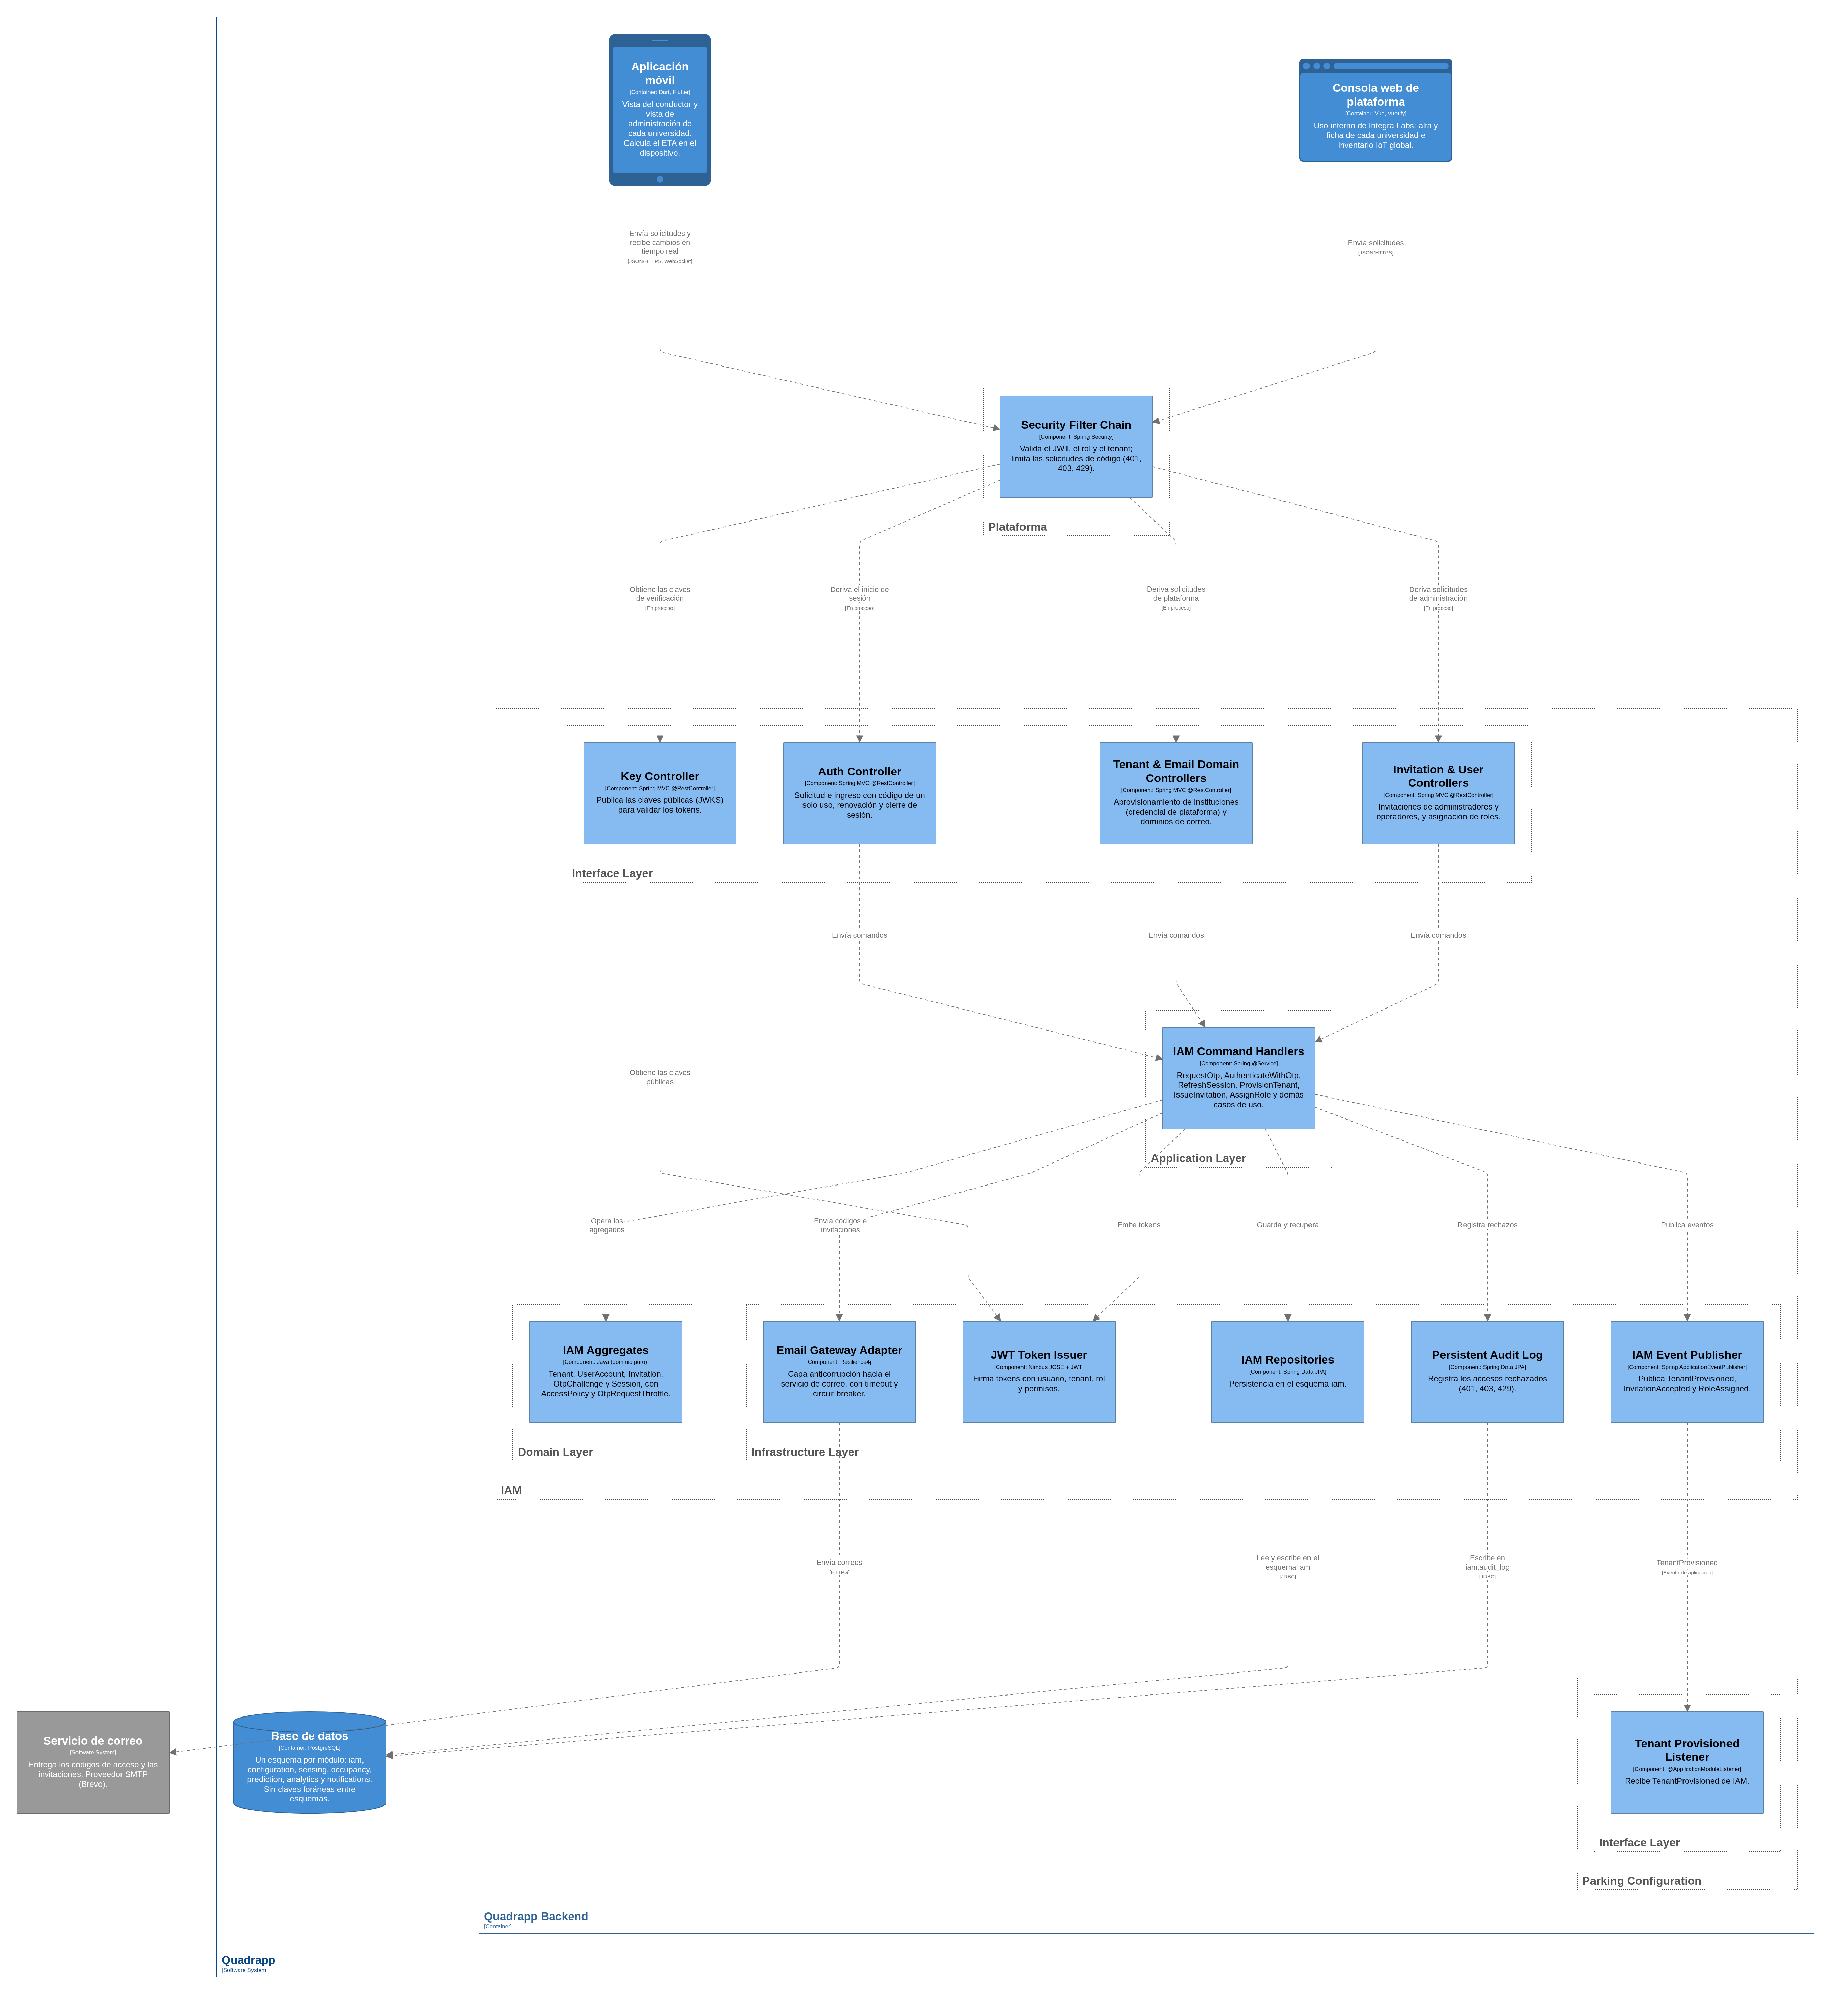 Aplicación
móvil
[Container: Dart, Flutter]
Vista del conductor y
vista de
administración de
cada universidad.
Calcula el ETA en el
dispositivo.
Consola web de
plataforma
[Container: Vue, Vuetify]
Uso interno de Integra Labs: alta y
ficha de cada universidad e
inventario IoT global.
Envía solicitudes y
recibe cambios en
tiempo real
[JSON/HTTPS, WebSocket]
Envía solicitudes
[JSON/HTTPS]
Security Filter Chain
[Component: Spring Security]
Valida el JWT, el rol y el tenant;
limita las solicitudes de código (401,
403, 429).
Plataforma
Obtiene las claves
de verificación
[En proceso]
Deriva el inicio de
sesión
[En proceso]
Deriva solicitudes
de plataforma
[En proceso]
Deriva solicitudes
de administración
[En proceso]
Key Controller
[Component: Spring MVC @RestController]
Publica las claves públicas (JWKS)
para validar los tokens.
Auth Controller
[Component: Spring MVC @RestController]
Solicitud e ingreso con código de un
solo uso, renovación y cierre de
sesión.
Tenant & Email Domain
Controllers
[Component: Spring MVC @RestController]
Aprovisionamiento de instituciones
(credencial de plataforma) y
dominios de correo.
Invitation & User
Controllers
[Component: Spring MVC @RestController]
Invitaciones de administradores y
operadores, y asignación de roles.
Interface Layer
Envía comandos
Envía comandos
Envía comandos
Obtiene las claves
públicas
IAM Command Handlers
[Component: Spring @Service]
RequestOtp, AuthenticateWithOtp,
RefreshSession, ProvisionTenant,
IssueInvitation, AssignRole y demás
casos de uso.
Application Layer
Opera los
agregados
Envía códigos e
invitaciones
Emite tokens
Guarda y recupera
Registra rechazos
Publica eventos
IAM Aggregates
[Component: Java (dominio puro)]
Tenant, UserAccount, Invitation,
OtpChallenge y Session, con
AccessPolicy y OtpRequestThrottle.
Domain Layer
Email Gateway Adapter
[Component: Resilience4j]
Capa anticorrupción hacia el
servicio de correo, con timeout y
circuit breaker.
JWT Token Issuer
[Component: Nimbus JOSE + JWT]
Firma tokens con usuario, tenant, rol
y permisos.
IAM Repositories
[Component: Spring Data JPA]
Persistencia en el esquema iam.
Persistent Audit Log
[Component: Spring Data JPA]
Registra los accesos rechazados
(401, 403, 429).
IAM Event Publisher
[Component: Spring ApplicationEventPublisher]
Publica TenantProvisioned,
InvitationAccepted y RoleAssigned.
Infrastructure Layer
IAM
Envía correos
[HTTPS]
Lee y escribe en el
esquema iam
[JDBC]
Escribe en
iam.audit_log
[JDBC]
TenantProvisioned
[Evento de aplicación]
Servicio de correo
[Software System]
Entrega los códigos de acceso y las
invitaciones. Proveedor SMTP
(Brevo).
Base de datos
[Container: PostgreSQL]
Un esquema por módulo: iam,
configuration, sensing, occupancy,
prediction, analytics y notifications.
Sin claves foráneas entre
esquemas.
Tenant Provisioned
Listener
[Component: @ApplicationModuleListener]
Recibe TenantProvisioned de IAM.
Interface Layer
Parking Configuration
Quadrapp Backend
[Container]
Quadrapp
[Software System]